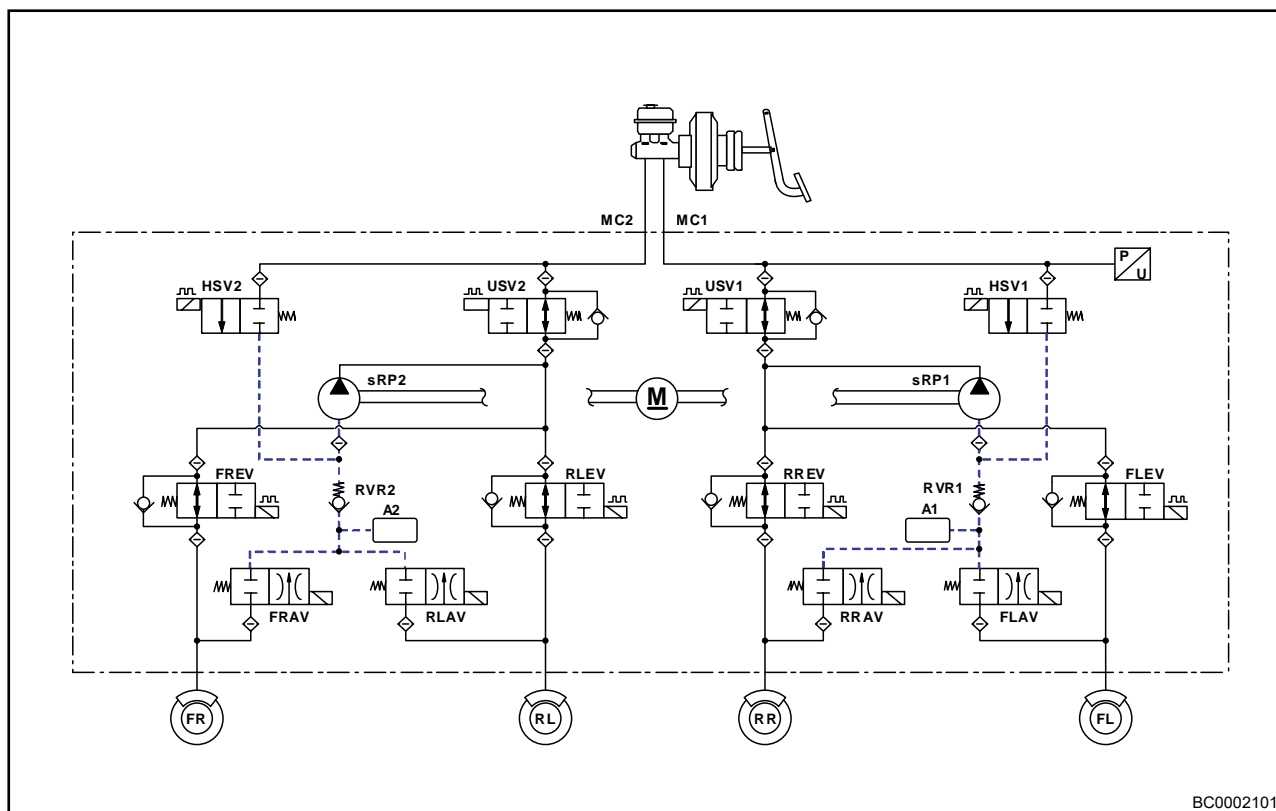 MC2 MC1
P
U
HSV2 USV2 USV1 HSV1
sRP2 M sRP1
FREV RLEV RREV FLEV
RVR2 RVR1
A2 A1
FRAV RLAV RRAV FLAV
FR RL RR FL
BC0002101